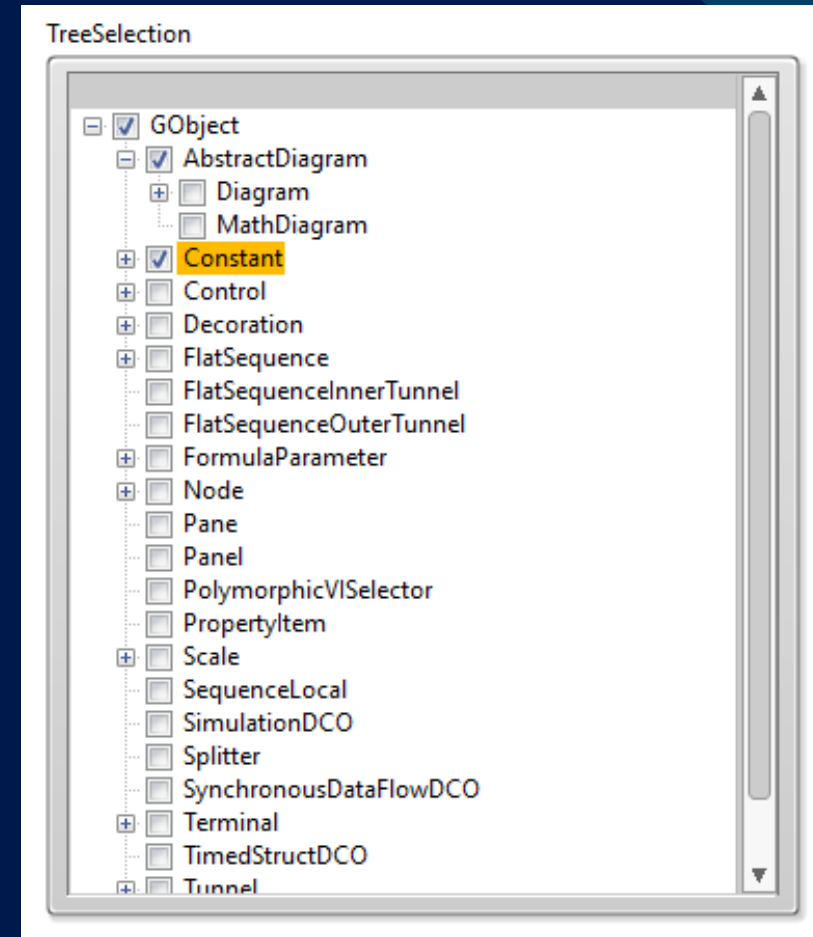 TreeSelection
GObject
AbstractDiagram
Diagram
MathDiagram
Constant
Control
Decoration
FlatSequence
FlatSequenceInnerTunnel
FlatSequenceOuterTunnel
FormulaParameter
Node
Pane
Panel
PolymorphicVISelector
PropertyItem
Scale
SequenceLocal
SimulationDCO
Splitter
SynchronousDataFlowDCO
Terminal
TimedStructDCO
Tunnel